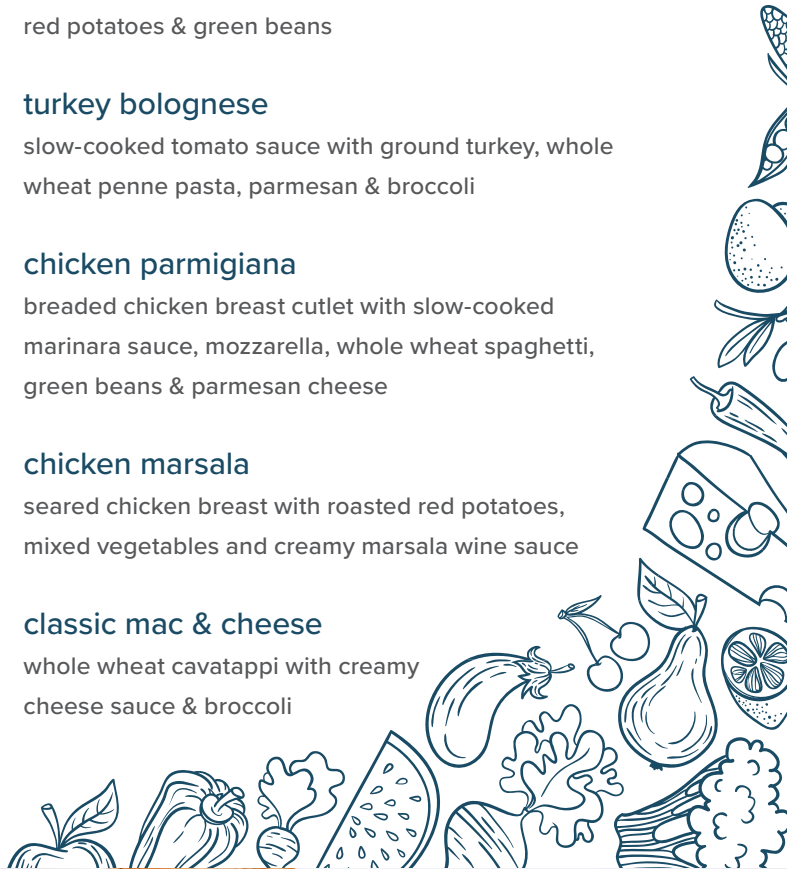 red potatoes & green beans
turkey bolognese
slow-cooked tomato sauce with ground turkey, whole
wheat penne pasta, parmesan & broccoli
chicken parmigiana
breaded chicken breast cutlet with slow-cooked
marinara sauce, mozzarella, whole wheat spaghetti,
green beans & parmesan cheese
chicken marsala
seared chicken breast with roasted red potatoes,
mixed vegetables and creamy marsala wine sauce
classic mac & cheese
whole wheat cavatappi with creamy
cheese sauce & broccoli